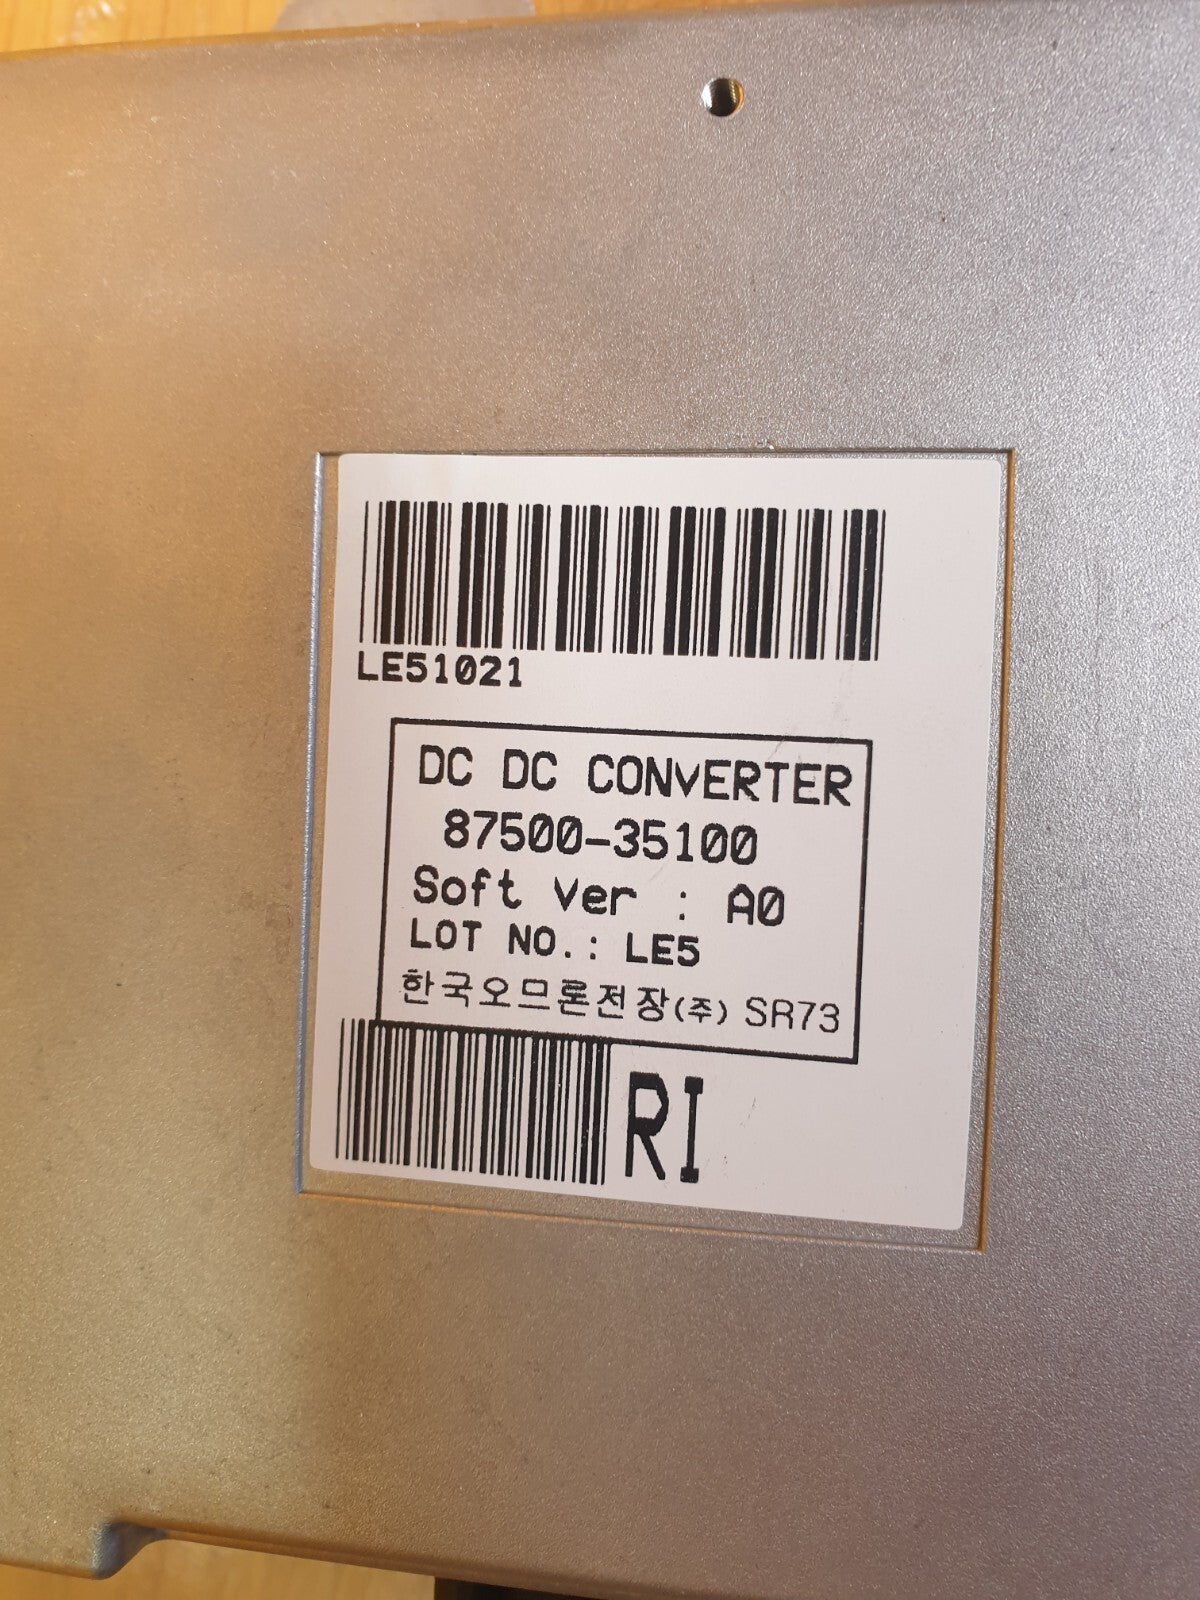 LE51021
DC DC CONVERTER
87500-35100
Soft Ver : A0
LOT NO.: LE5
한국오므론전장(주) SR73
RI